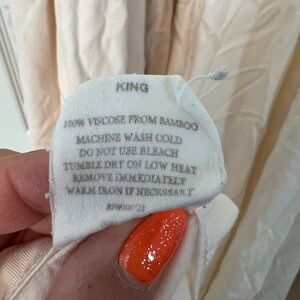 KING
100% VISCOSE FROM BAMBOO
MACHINE WASH COLD
DO NOT USE BLEACH
TUMBLE DRY ON LOW HEAT
REMOVE IMMEDIATELY
WARM IRON IF NECESSARY